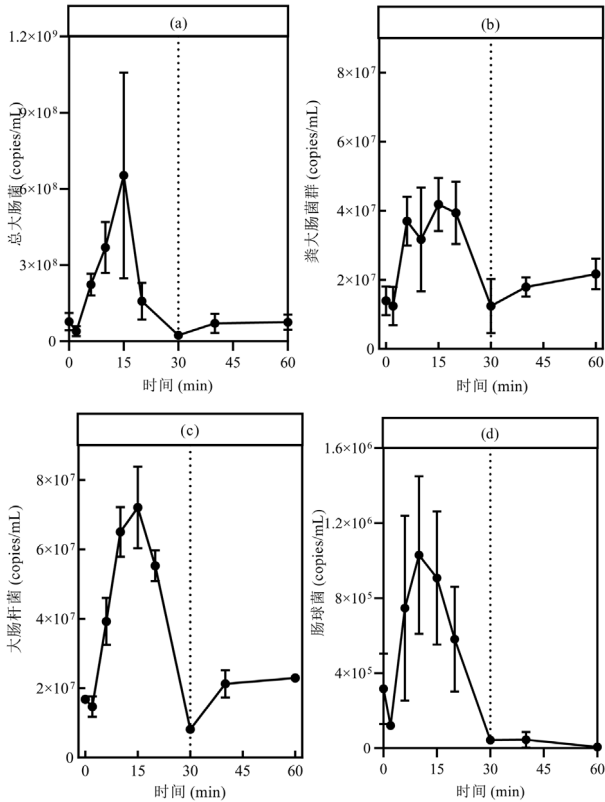 (a)
1.2×10⁹
9×10⁸
6×10⁸
3×10⁸
0
总大肠菌 (copies/mL)
0 15 30 45 60
时间 (min)
(b)
8×10⁷
6×10⁷
4×10⁷
2×10⁷
0
粪大肠菌群 (copies/mL)
0 15 30 45 60
时间 (min)
(c)
8×10⁷
6×10⁷
4×10⁷
2×10⁷
0
大肠杆菌 (copies/mL)
0 15 30 45 60
时间 (min)
(d)
1.6×10⁶
1.2×10⁶
8×10⁵
4×10⁵
0
肠球菌 (copies/mL)
0 15 30 45 60
时间 (min)